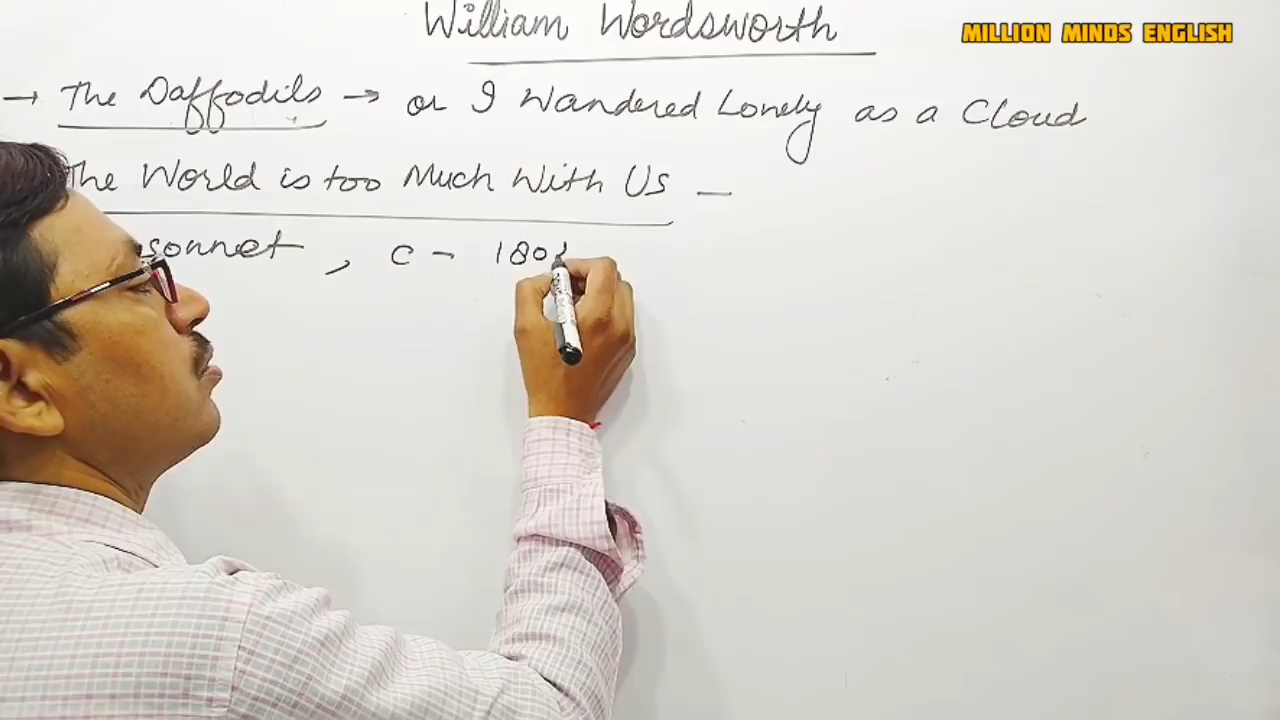 William Wordsworth
MILLION MINDS ENGLISH
→ The Daffodils → or I Wandered Lonely as a Cloud
The World is too Much With Us —
sonnet, c - 180